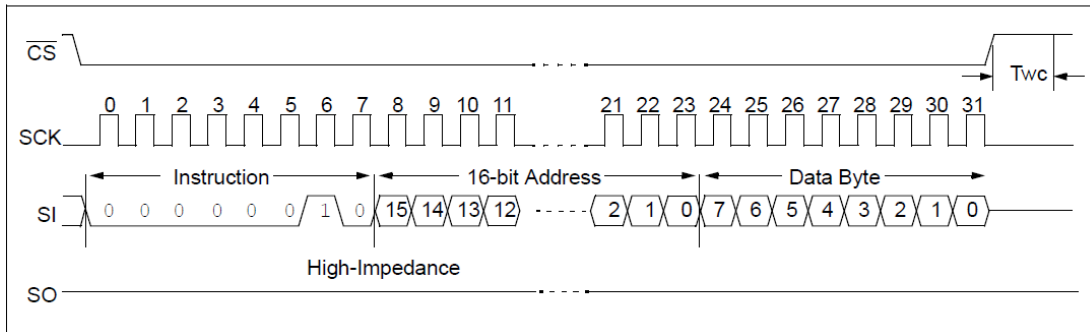 CS
Twc
0 1 2 3 4 5 6 7 8 9 10 11 21 22 23 24 25 26 27 28 29 30 31
SCK
Instruction 16-bit Address Data Byte
SI 0 0 0 0 0 0 1 0 15 14 13 12 2 1 0 7 6 5 4 3 2 1 0
High-Impedance
SO